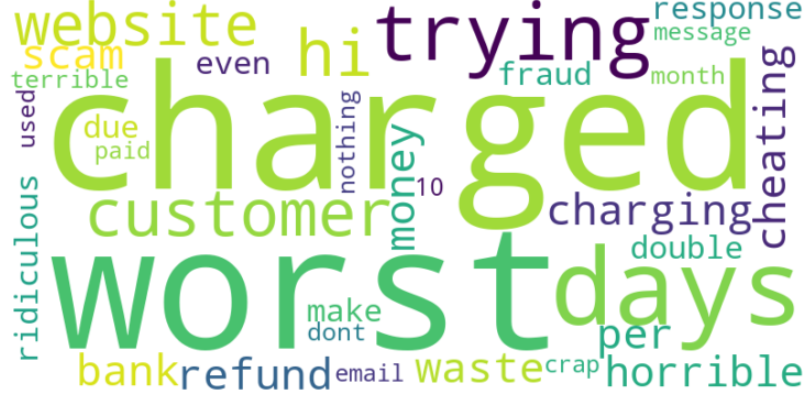 website
scam
terrible
even
hi
trying
response
message
fraud
month
used
due
paid
charged
nothing
money
10
cheating
customer
charging
ridiculous
worst
days
double
make
dont
per
bank
refund
email
waste
crap
horrible